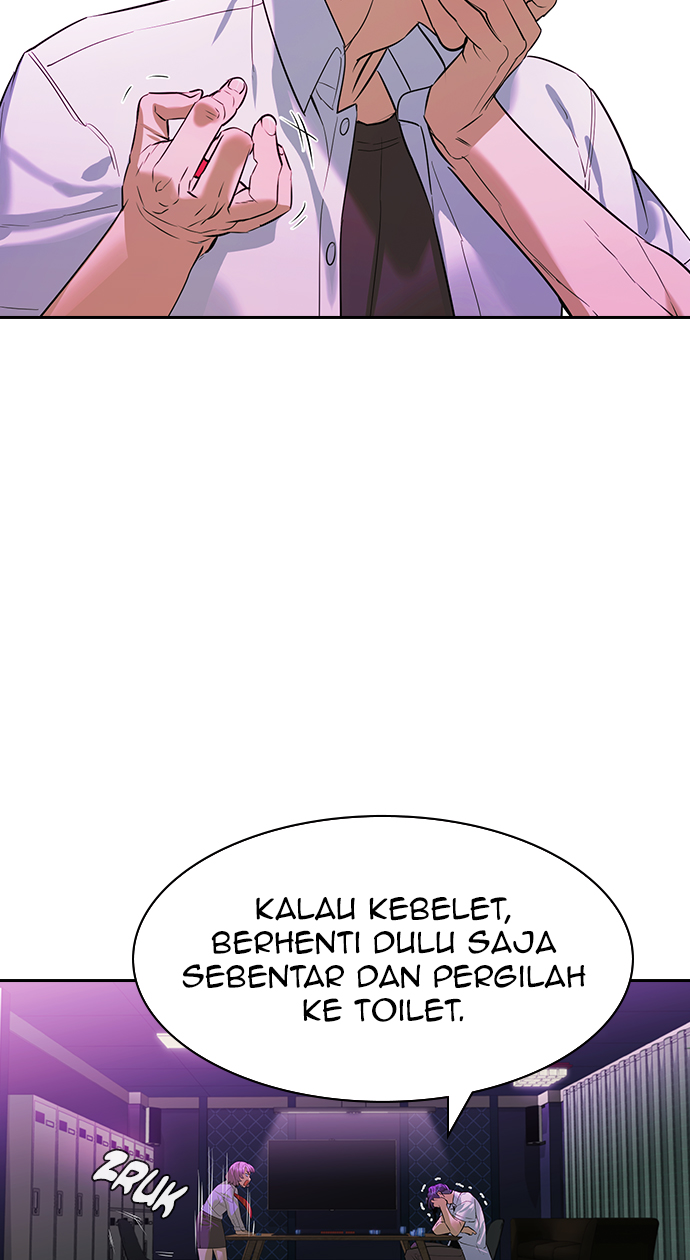 KALAU KEBELET,
BERHENTI DULU SAJA
SEBENTAR DAN PERGILAH
KE TOILET.
ZRUK